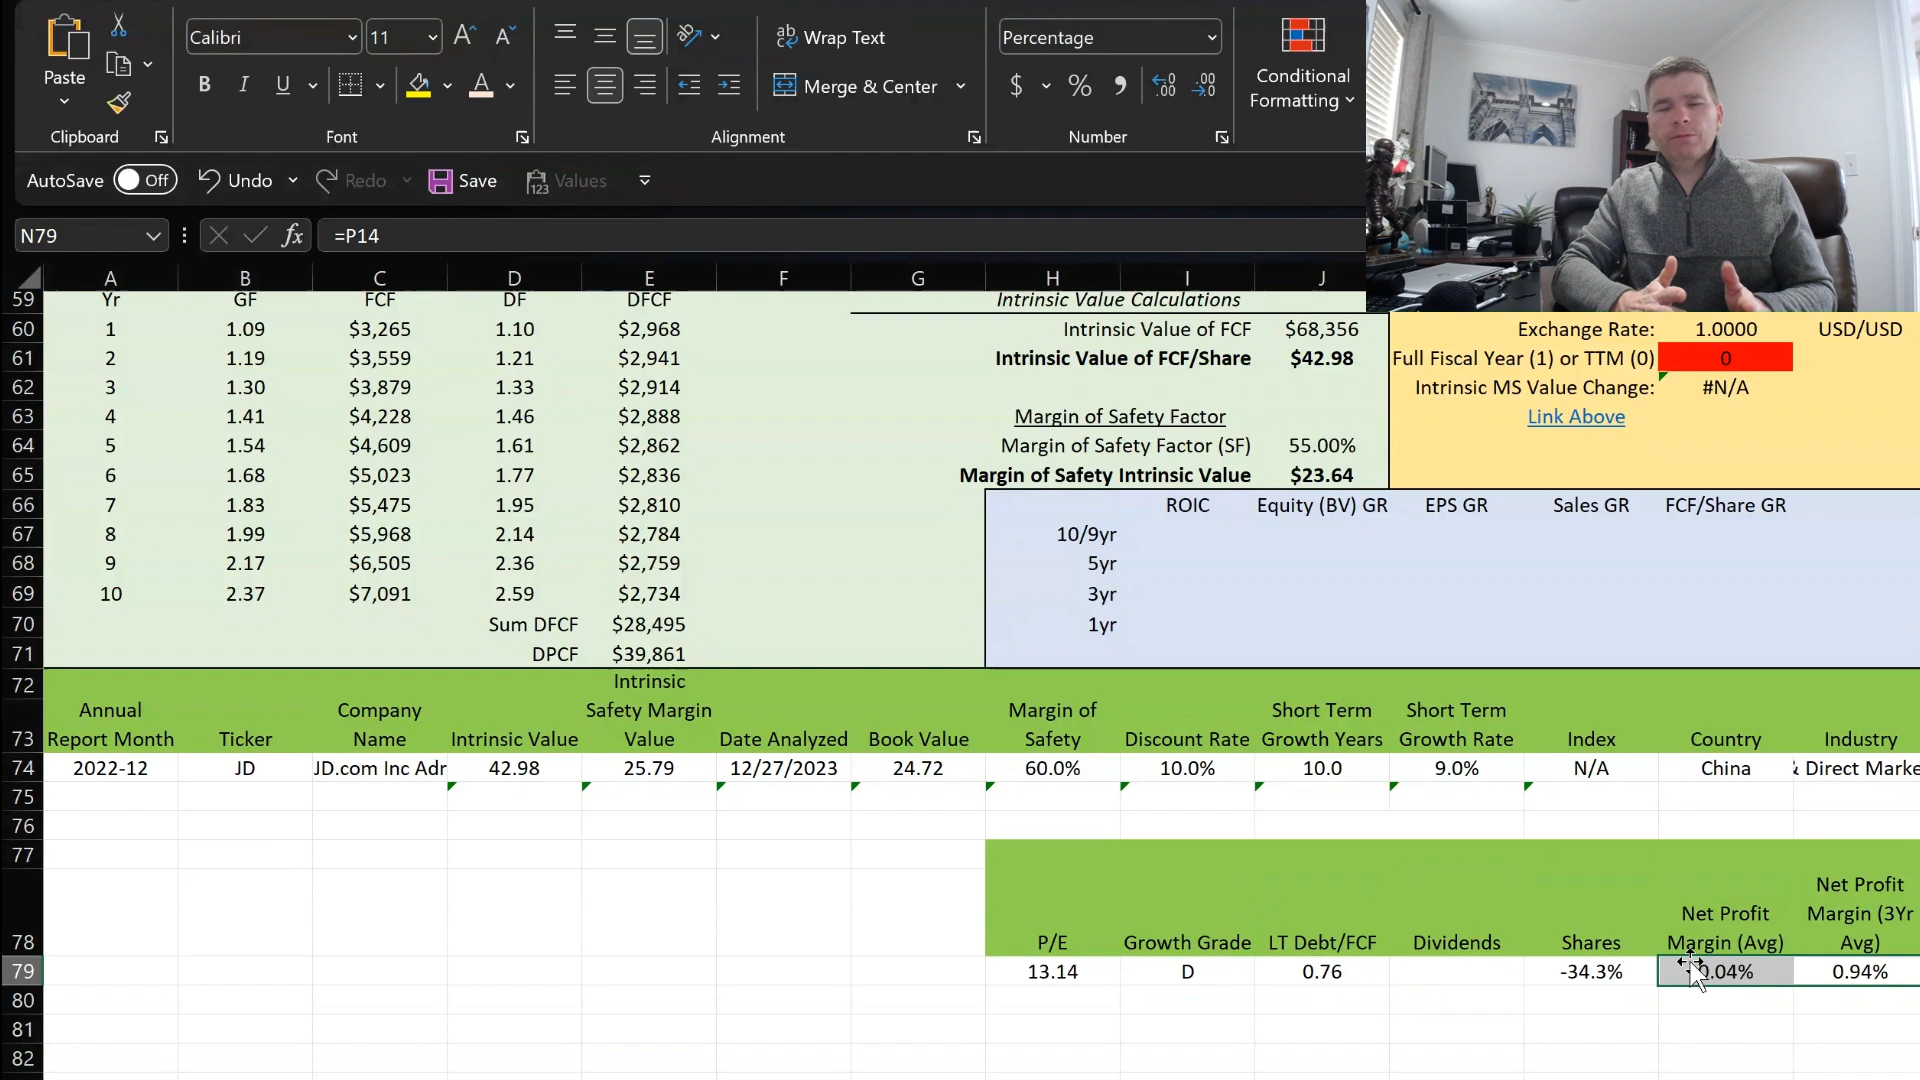 Calibri 11 Wrap Text Percentage
Paste Conditional
B I U Merge & Center $ % Formatting
Clipboard Font Alignment Number
AutoSave Off Undo Redo Save Values
N79 fx =P14
A B C D E F G H I J
59 Yr GF FCF DF DFCF Intrinsic Value Calculations
60 1 1.09 $3,265 1.10 $2,968 Intrinsic Value of FCF $68,356 Exchange Rate: 1.0000 USD/USD
61 2 1.19 $3,559 1.21 $2,941 Intrinsic Value of FCF/Share $42.98 Full Fiscal Year (1) or TTM (0) 0
62 3 1.30 $3,879 1.33 $2,914 Intrinsic MS Value Change: #N/A
63 4 1.41 $4,228 1.46 $2,888 Margin of Safety Factor Link Above
64 5 1.54 $4,609 1.61 $2,862 Margin of Safety Factor (SF) 55.00%
65 6 1.68 $5,023 1.77 $2,836 Margin of Safety Intrinsic Value $23.64
66 7 1.83 $5,475 1.95 $2,810 ROIC Equity (BV) GR EPS GR Sales GR FCF/Share GR
67 8 1.99 $5,968 2.14 $2,784 10/9yr
68 9 2.17 $6,505 2.36 $2,759 5yr
69 10 2.37 $7,091 2.59 $2,734 3yr
70 Sum DFCF $28,495 1yr
71 DPCF $39,861
72 Intrinsic
Annual Company Safety Margin Margin of Short Term Short Term
73 Report Month Ticker Name Intrinsic Value Value Date Analyzed Book Value Safety Discount Rate Growth Years Growth Rate Index Country Industry
74 2022-12 JD JD.com Inc Adr 42.98 25.79 12/27/2023 24.72 60.0% 10.0% 10.0 9.0% N/A China & Direct Marke
75
76
77
Net Profit
Net Profit Margin (3Yr
78 P/E Growth Grade LT Debt/FCF Dividends Shares Margin (Avg) Avg)
79 13.14 D 0.76 -34.3% 0.04% 0.94%
80
81
82